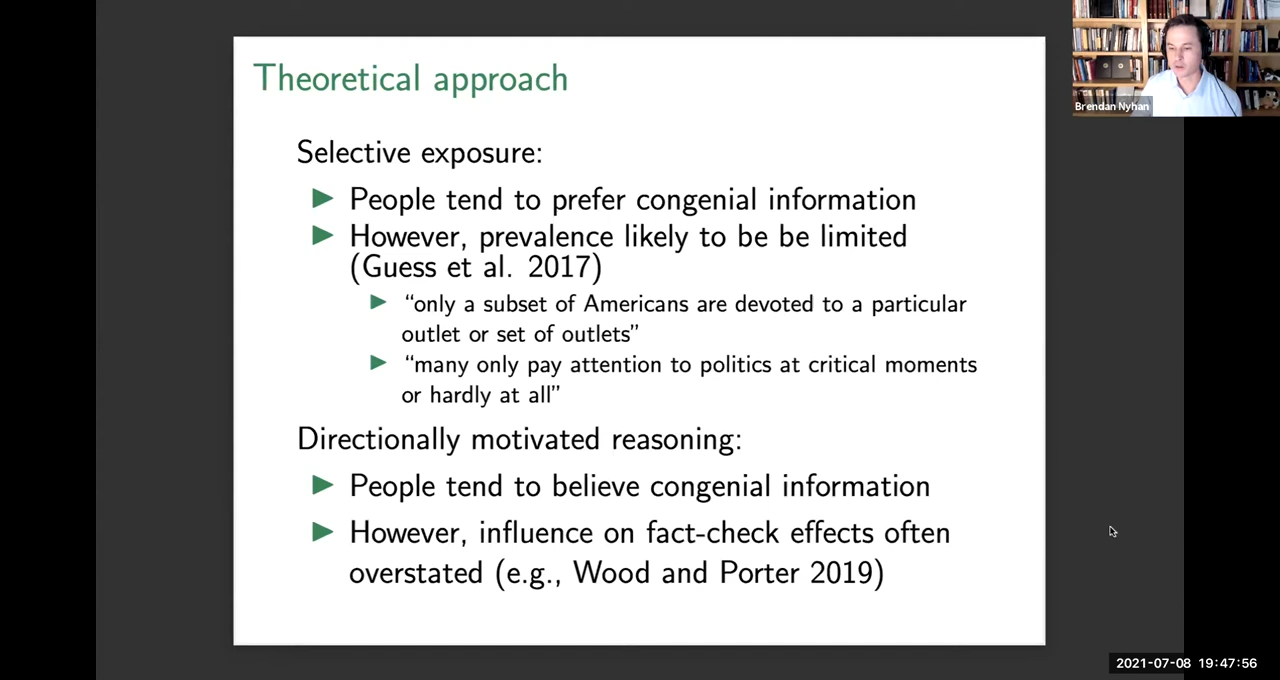 Theoretical approach
Selective exposure:
People tend to prefer congenial information
However, prevalence likely to be be limited
(Guess et al. 2017)
“only a subset of Americans are devoted to a particular
outlet or set of outlets”
“many only pay attention to politics at critical moments
or hardly at all”
Directionally motivated reasoning:
People tend to believe congenial information
However, influence on fact-check effects often
overstated (e.g., Wood and Porter 2019)
Brendan Nyhan
2021-07-08 19:47:56